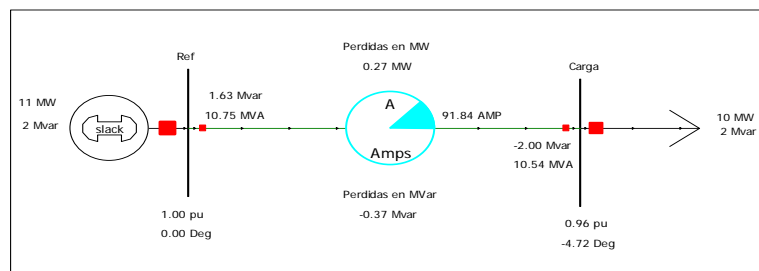 Perdidas en MW
0.27 MW
Ref
Carga
11 MW
2 Mvar
slack
1.63 Mvar
10.75 MVA
A
Amps
91.84 AMP
-2.00 Mvar
10.54 MVA
10 MW
2 Mvar
Perdidas en MVar
-0.37 Mvar
1.00 pu
0.00 Deg
0.96 pu
-4.72 Deg